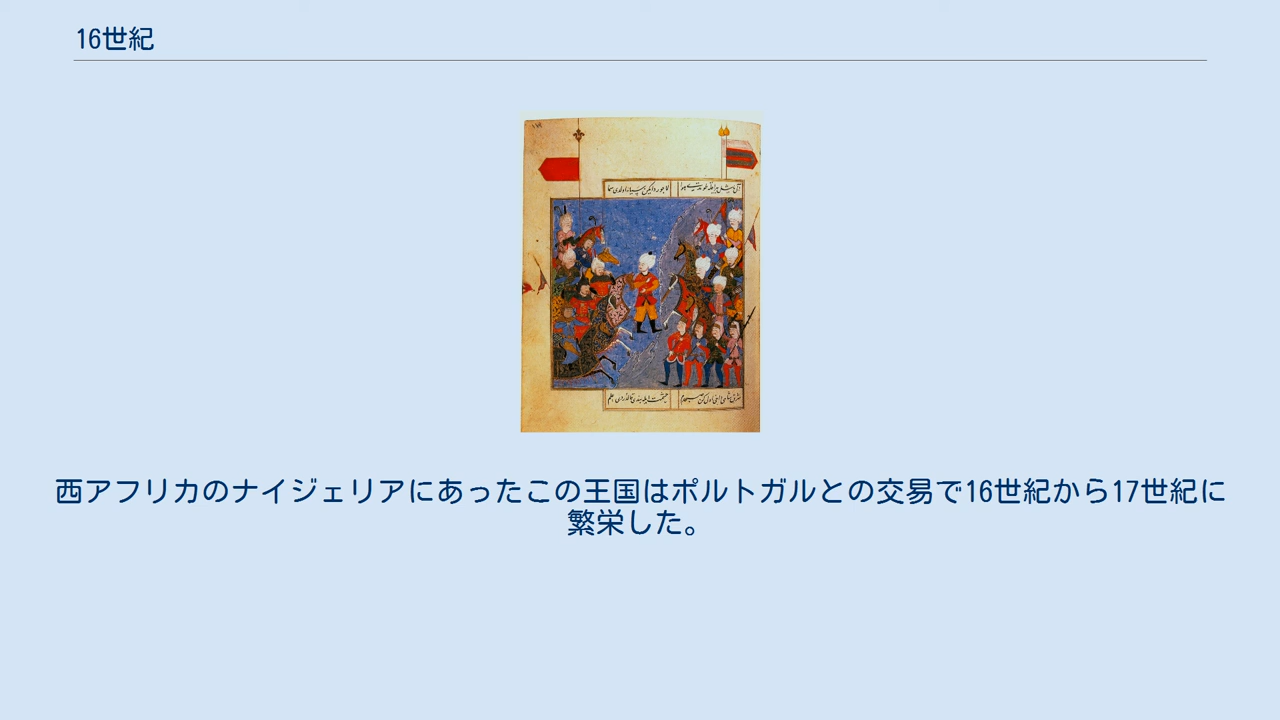 16世紀
西アフリカのナイジェリアにあったこの王国はポルトガルとの交易で16世紀から17世紀に
繁栄した。